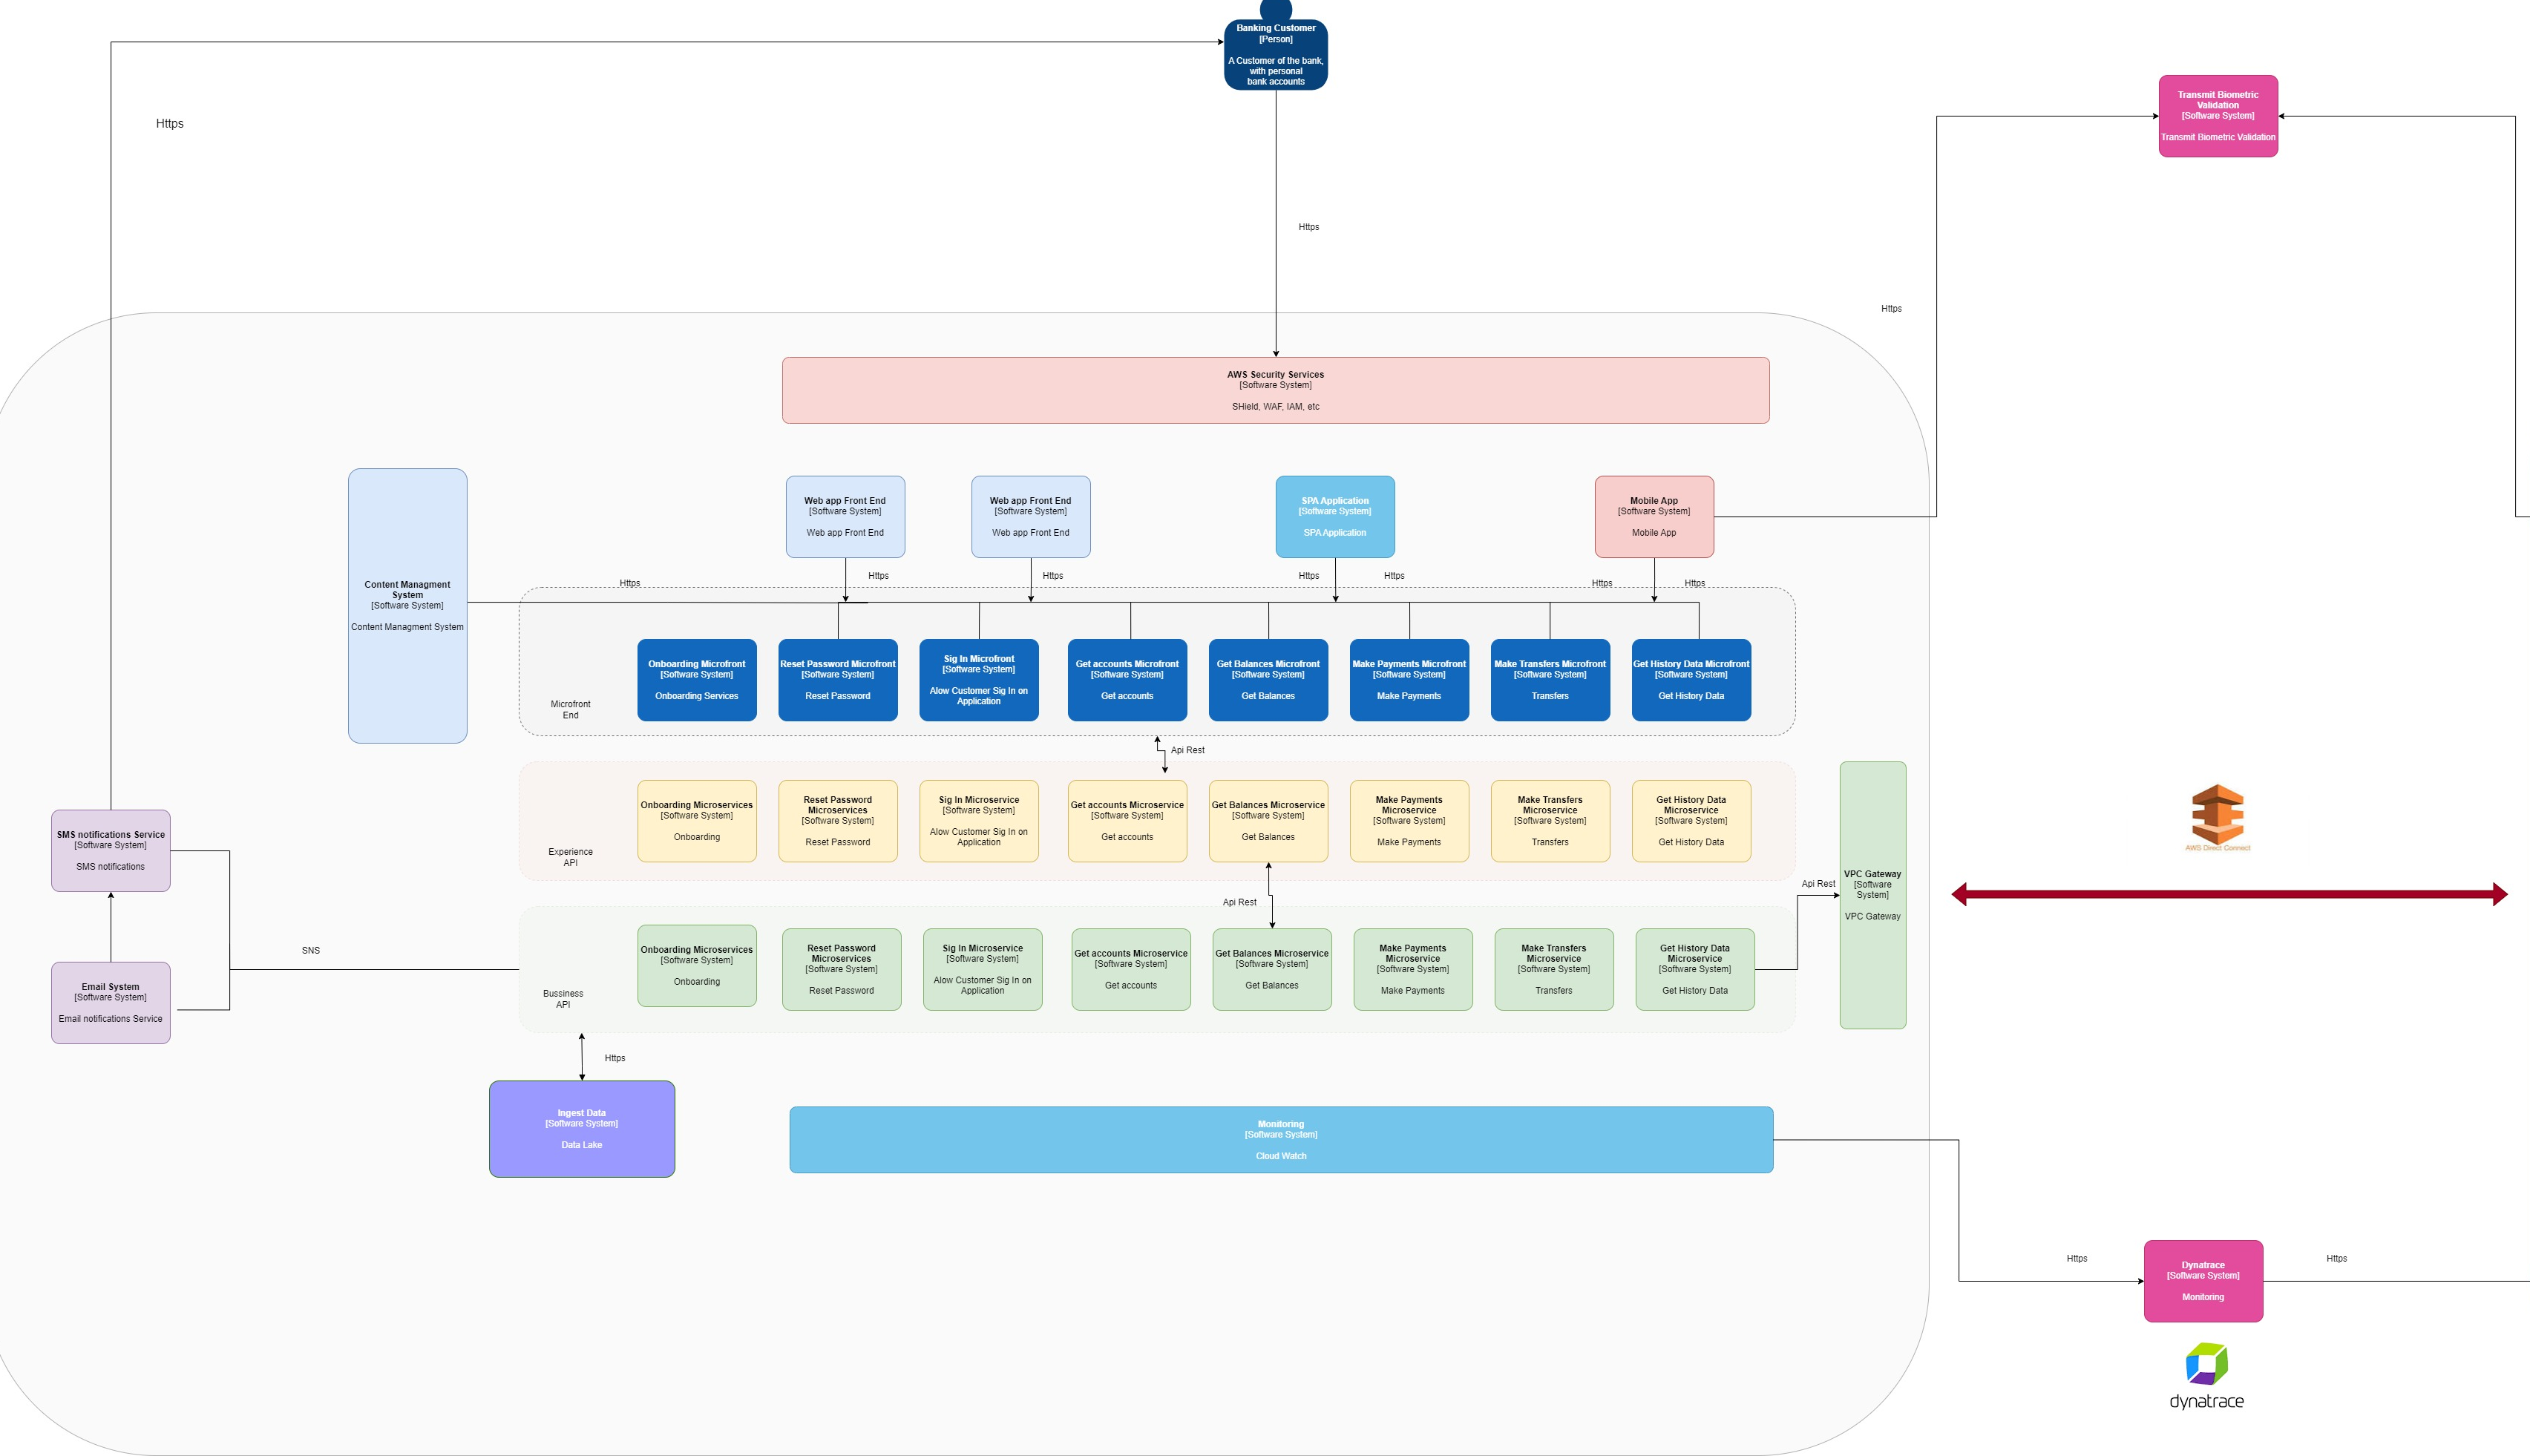 Banking Customer
[Person]
A Customer of the bank,
with personal
bank accounts
Https
Transmit Biometric
Validation
[Software System]
Transmit Biometric Validation
Https
Https
AWS Security Services
[Software System]
SHield, WAF, IAM, etc
Web app Front End
[Software System]
Web app Front End
Web app Front End
[Software System]
Web app Front End
SPA Application
[Software System]
SPA Application
Mobile App
[Software System]
Mobile App
Content Managment
System
[Software System]
Content Managment System
Https
Https
Https
Https
Https
Https
Https
Onboarding Microfront
[Software System]
Onboarding Services
Reset Password Microfront
[Software System]
Reset Password
Sig In Microfront
[Software System]
Alow Customer Sig In on
Application
Get accounts Microfront
[Software System]
Get accounts
Get Balances Microfront
[Software System]
Get Balances
Make Payments Microfront
[Software System]
Make Payments
Make Transfers Microfront
[Software System]
Transfers
Get History Data Microfront
[Software System]
Get History Data
Microfront
End
Api Rest
Onboarding Microservices
[Software System]
Onboarding
Reset Password
Microservices
[Software System]
Reset Password
Sig In Microservice
[Software System]
Alow Customer Sig In on
Application
Get accounts Microservice
[Software System]
Get accounts
Get Balances Microservice
[Software System]
Get Balances
Make Payments
Microservice
[Software System]
Make Payments
Make Transfers
Microservice
[Software System]
Transfers
Get History Data
Microservice
[Software System]
Get History Data
Experience
API
SMS notifications Service
[Software System]
SMS notifications
AWS Direct Connect
VPC Gateway
[Software
System]
VPC Gateway
Api Rest
Api Rest
SNS
Onboarding Microservices
[Software System]
Onboarding
Reset Password
Microservices
[Software System]
Reset Password
Sig In Microservice
[Software System]
Alow Customer Sig In on
Application
Get accounts Microservice
[Software System]
Get accounts
Get Balances Microservice
[Software System]
Get Balances
Make Payments
Microservice
[Software System]
Make Payments
Make Transfers
Microservice
[Software System]
Transfers
Get History Data
Microservice
[Software System]
Get History Data
Bussiness
API
Email System
[Software System]
Email notifications Service
Https
Ingest Data
[Software System]
Data Lake
Monitoring
[Software System]
Cloud Watch
Https
Dynatrace
[Software System]
Monitoring
Https
dynatrace